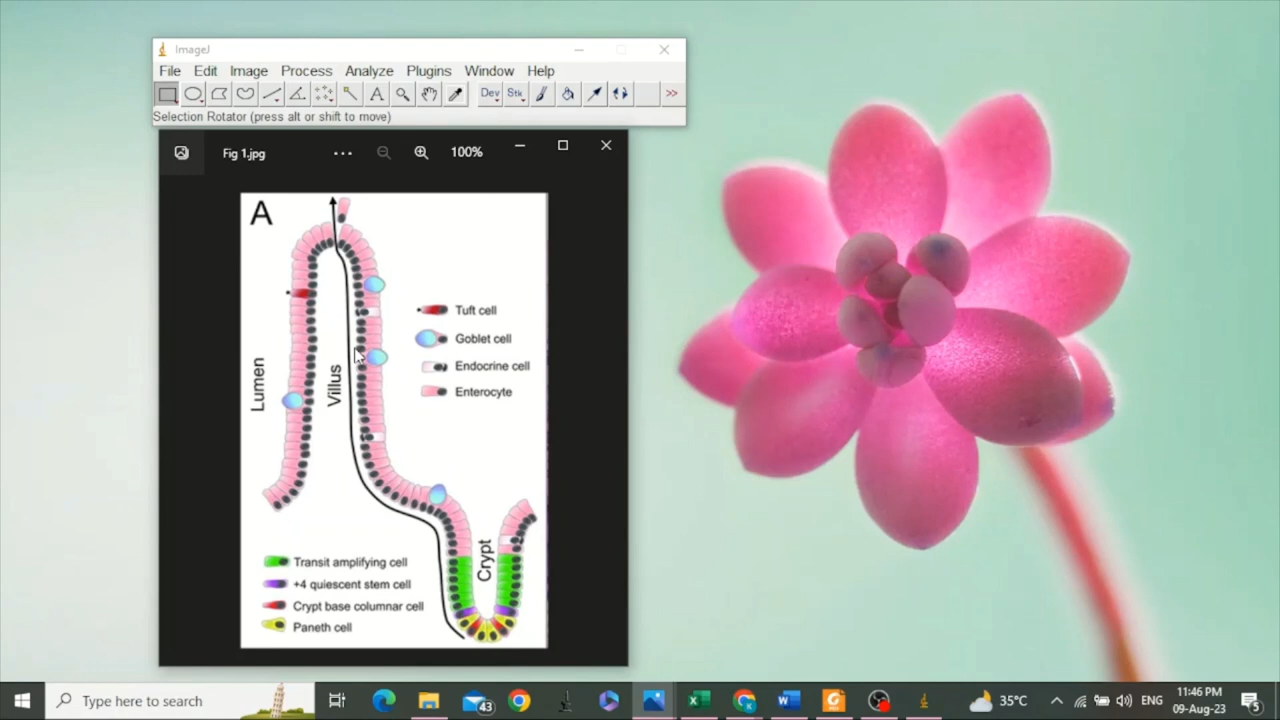 ImageJ
File Edit Image Process Analyze Plugins Window Help
A Dev Stk >>
Selection Rotator (press alt or shift to move)
Fig 1.jpg ... 100%
A
Tuft cell
Goblet cell
Endocrine cell
Enterocyte
Lumen
Villus
Crypt
Transit amplifying cell
+4 quiescent stem cell
Crypt base columnar cell
Paneth cell
Type here to search
43
35°C
ENG
11:46 PM
09-Aug-23
5